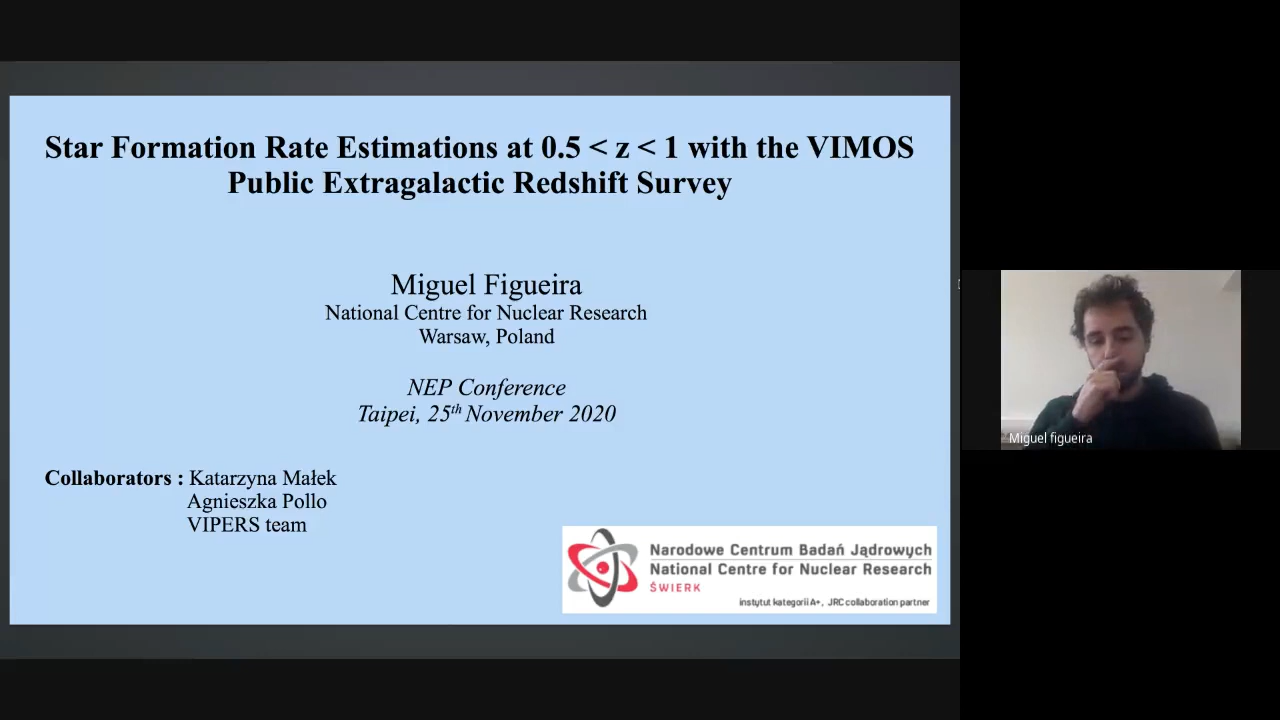 Star Formation Rate Estimations at 0.5 < z < 1 with the VIMOS
Public Extragalactic Redshift Survey
Miguel Figueira
National Centre for Nuclear Research
Warsaw, Poland
NEP Conference
Taipei, 25th November 2020
Collaborators : Katarzyna Małek
Agnieszka Pollo
VIPERS team
Narodowe Centrum Badań Jądrowych
National Centre for Nuclear Research
ŚWIERK
instytut kategorii A+, JRC collaboration partner
Miguel figueira